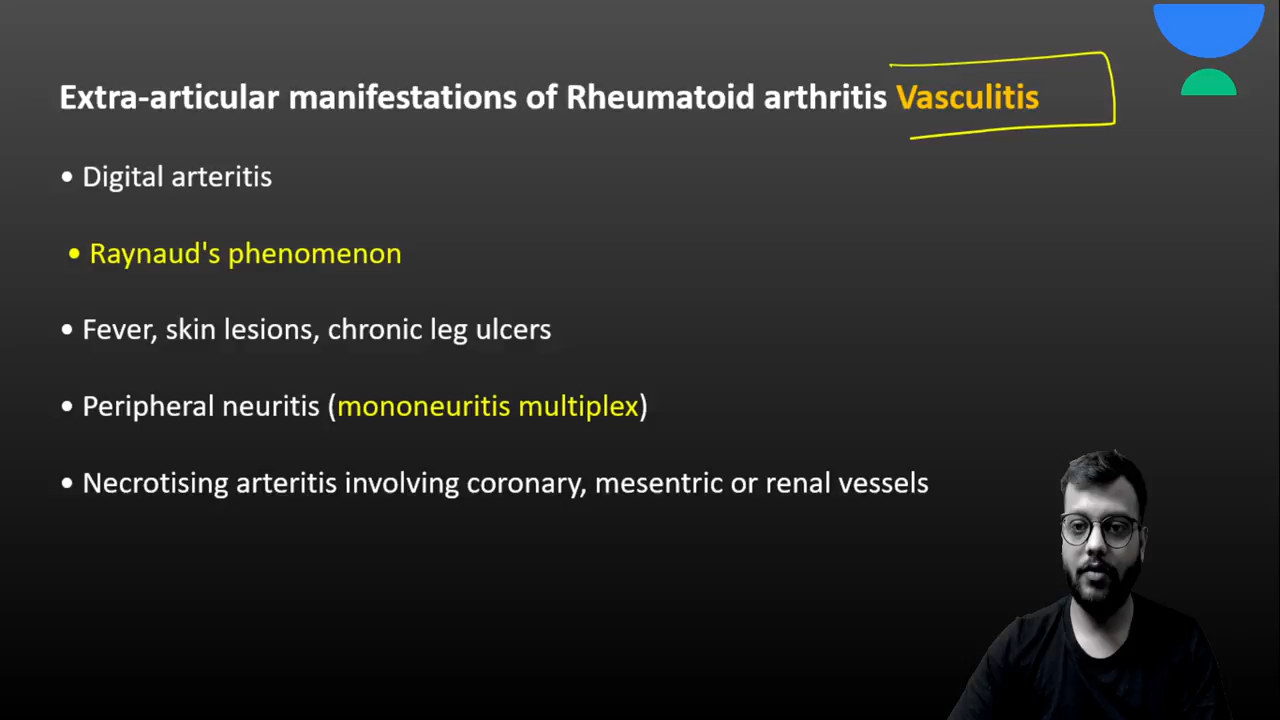 Extra-articular manifestations of Rheumatoid arthritis Vasculitis
• Digital arteritis
• Raynaud's phenomenon
• Fever, skin lesions, chronic leg ulcers
• Peripheral neuritis (mononeuritis multiplex)
• Necrotising arteritis involving coronary, mesentric or renal vessels